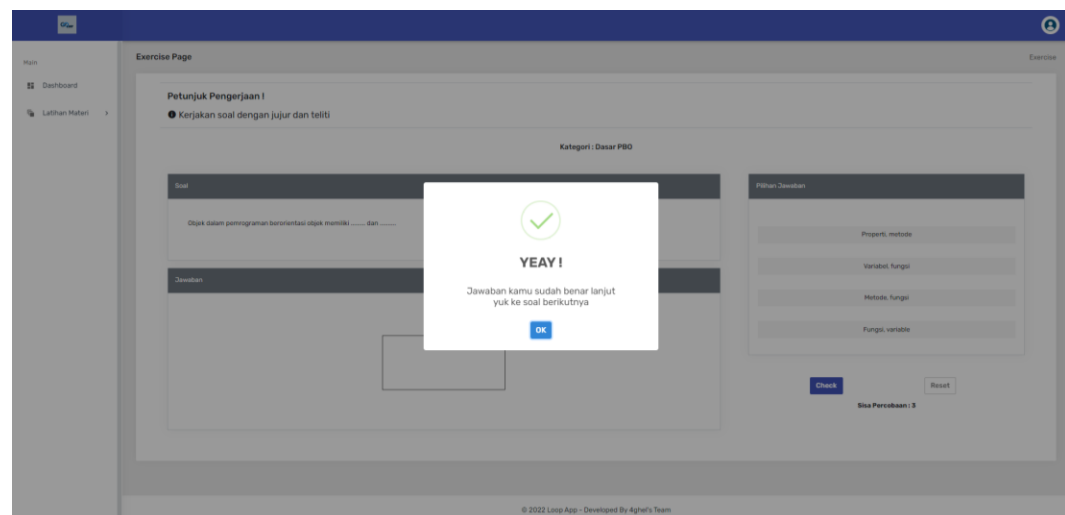 Exercise Page
Exercise
Main
Dashboard
Latihan Materi
Petunjuk Pengerjaan !
Kerjakan soal dengan jujur dan teliti
Kategori : Dasar PBO
Soal
Objek dalam pemrograman berorientasi objek memiliki ........ dan .........
Jawaban
Pilihan Jawaban
Properti, metode
Variabel, fungsi
Metode, fungsi
Fungsi, variable
Check
Reset
Sisa Percobaan : 3
YEAY !
Jawaban kamu sudah benar lanjut
yuk ke soal berikutnya
OK
© 2022 Loop App - Developed By 4ghel's Team